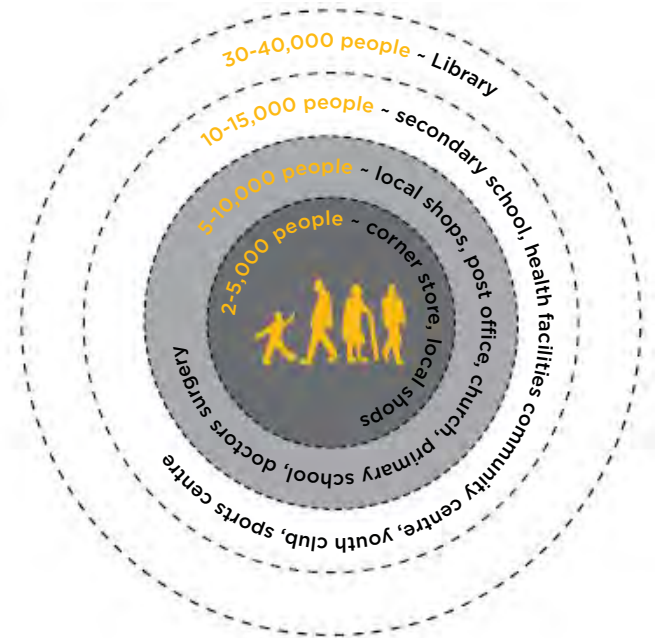 30-40,000 people ~ Library
10-15,000 people ~ secondary school, health facilities community centre, youth club, sports centre
5-10,000 people ~ local shops, post office, church, primary school, doctors surgery
2-5,000 people ~ corner store, local shops